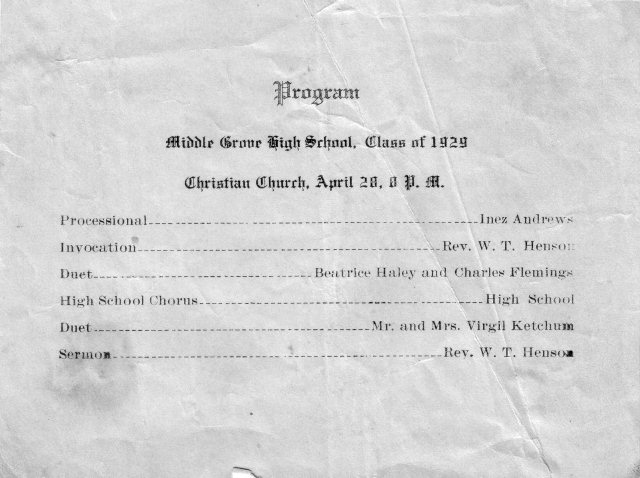 Program
Middle Grove High School, Class of 1929
Christian Church, April 28, 8 P. M.
Processional Inez Andrews
Invocation Rev. W. T. Henson
Duet Beatrice Haley and Charles Flemings
High School Chorus High School
Duet Mr. and Mrs. Virgil Ketchum
Sermon Rev. W. T. Henson